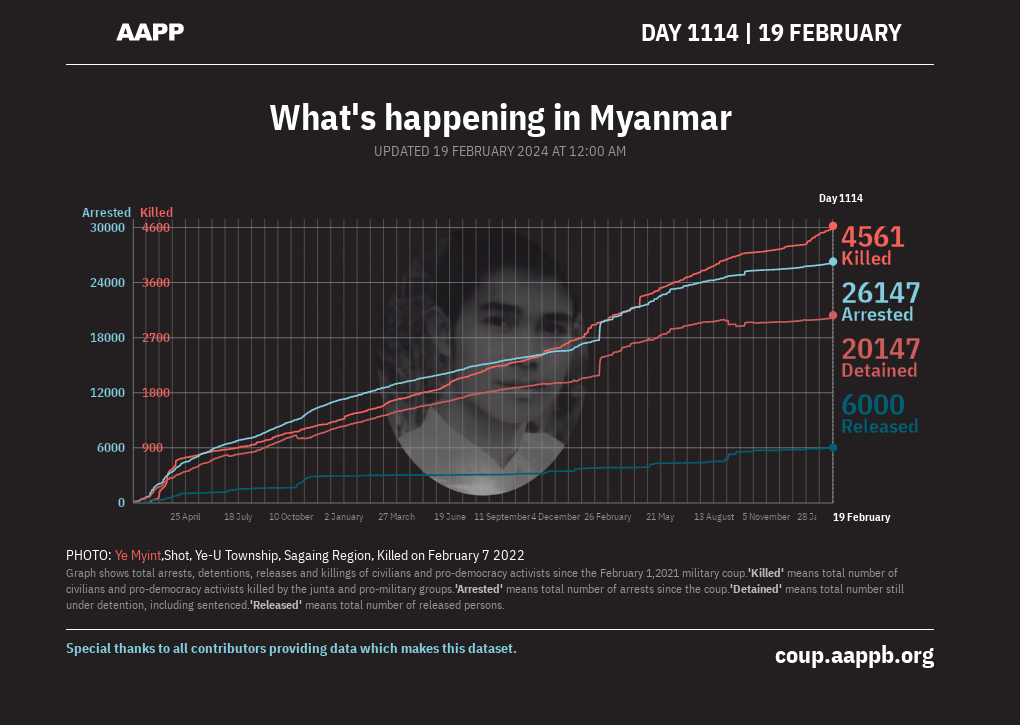 AAPP
DAY 1114 | 19 FEBRUARY
What's happening in Myanmar
UPDATED 19 FEBRUARY 2024 AT 12:00 AM
Day 1114
Arrested Killed
30000 4600
24000 3600
18000 2700
12000 1800
6000 900
0
4561
Killed
26147
Arrested
20147
Detained
6000
Released
25 April 18 July 10 October 2 January 27 March 19 June 11 September 4 December 26 February 21 May 13 August 5 November 28 19 February
PHOTO: Ye Myint,Shot, Ye-U Township, Sagaing Region, Killed on February 7 2022
Graph shows total arrests, detentions, releases and killings of civilians and pro-democracy activists since the February 1,2021 military coup.'Killed' means total number of
civilians and pro-democracy activists killed by the junta and pro-military groups.'Arrested' means total number of arrests since the coup.'Detained' means total number still
under detention, including sentenced.'Released' means total number of released persons.
Special thanks to all contributors providing data which makes this dataset.
coup.aappb.org